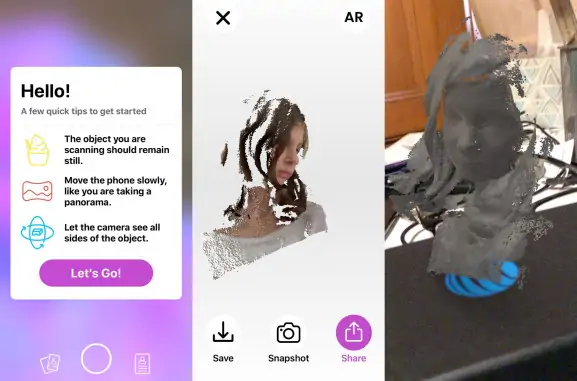 Hello!
A few quick tips to get started
The object you are
scanning should remain
still.
Move the phone slowly,
like you are taking a
panorama.
Let the camera see all
sides of the object.
Let's Go!
AR
Save
Snapshot
Share